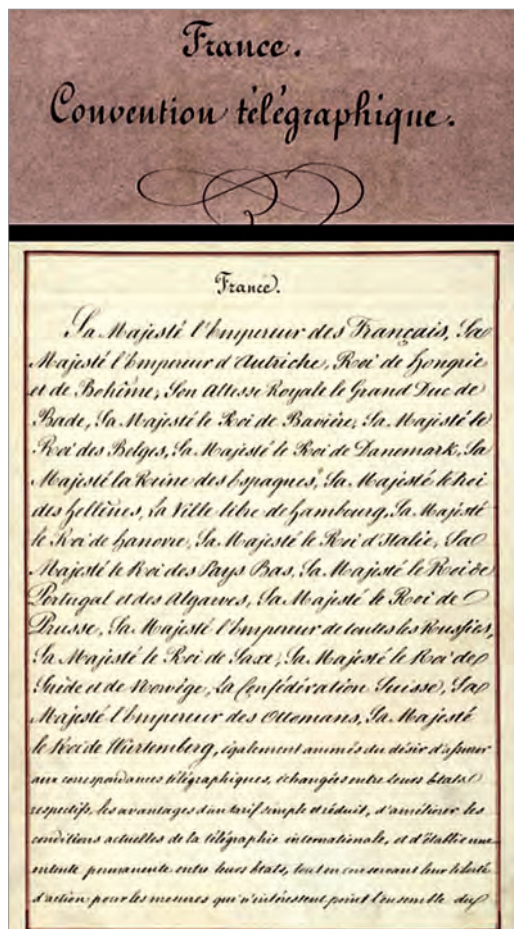 France.
Convention télégraphique.
France.
Sa Majesté l'Empereur des Français, Sa
Majesté l'Empereur d'Autriche, Roi de Hongrie
et de Bohême, Son Altesse Royale le Grand Duc de
Bade, Sa Majesté le Roi de Bavière, Sa Majesté le
Roi des Belges, Sa Majesté le Roi de Danemark, Sa
Majesté la Reine des Espagnes, Sa Majesté le Roi
des Hellènes, La Ville libre de Hambourg, Sa Majesté
le Roi de Hanovre, Sa Majesté le Roi d'Italie, Sa
Majesté le Roi des Pays Bas, Sa Majesté le Roi de
Portugal et des Algarves, Sa Majesté le Roi de
Prusse, Sa Majesté l'Empereur de toutes les Russies,
Sa Majesté le Roi de Saxe, Sa Majesté le Roi de
Suède et de Norwège, La Confédération Suisse, Sa
Majesté l'Empereur des Ottomans, Sa Majesté
le Roi de Würtemberg, également animés du désir d'assurer
aux correspondances télégraphiques, échangées entre leurs Etats
respectifs, les avantages d'un tarif simple et réduit, d'améliorer les
conditions actuelles de la télégraphie internationale, et d'établir une
entente permanente entre leurs Etats, tout en conservant leur liberté
d'action pour les mesures qui n'intéressent point l'ensemble du